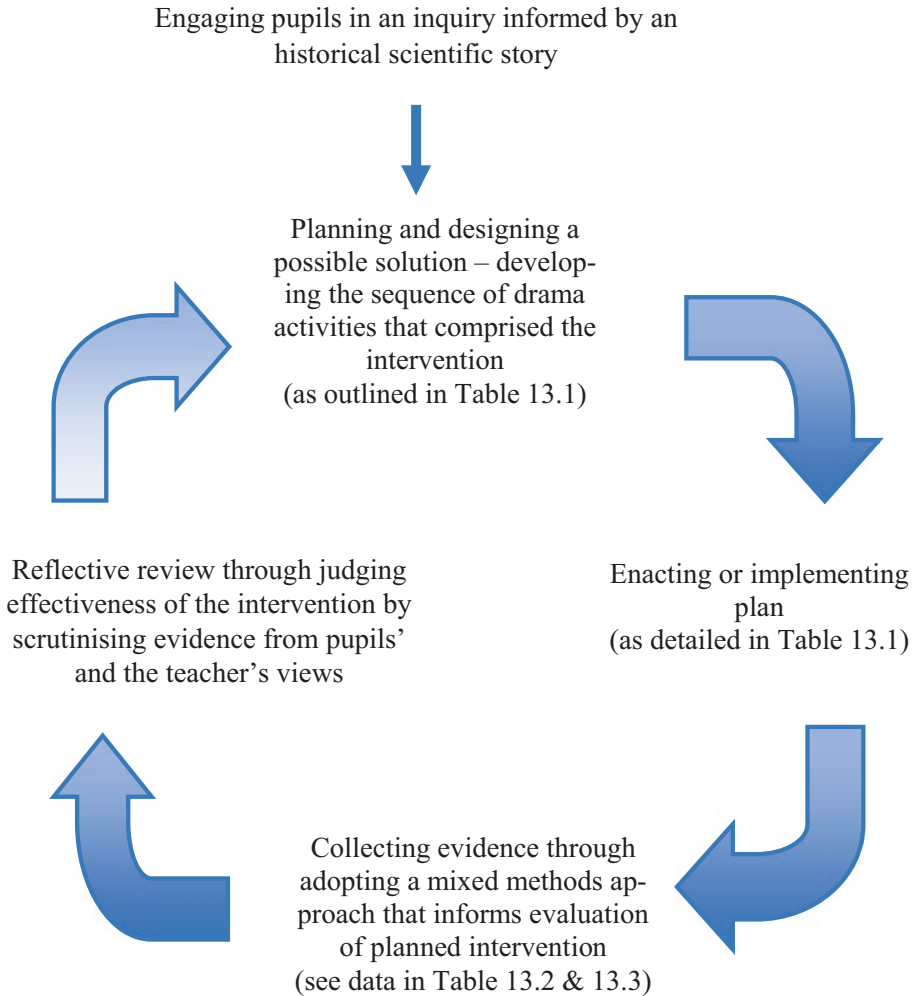 Engaging pupils in an inquiry informed by an
historical scientific story
Planning and designing a
possible solution – develop-
ing the sequence of drama
activities that comprised the
intervention
(as outlined in Table 13.1)
Enacting or implementing
plan
(as detailed in Table 13.1)
Collecting evidence through
adopting a mixed methods ap-
proach that informs evaluation
of planned intervention
(see data in Table 13.2 & 13.3)
Reflective review through judging
effectiveness of the intervention by
scrutinising evidence from pupils’
and the teacher’s views